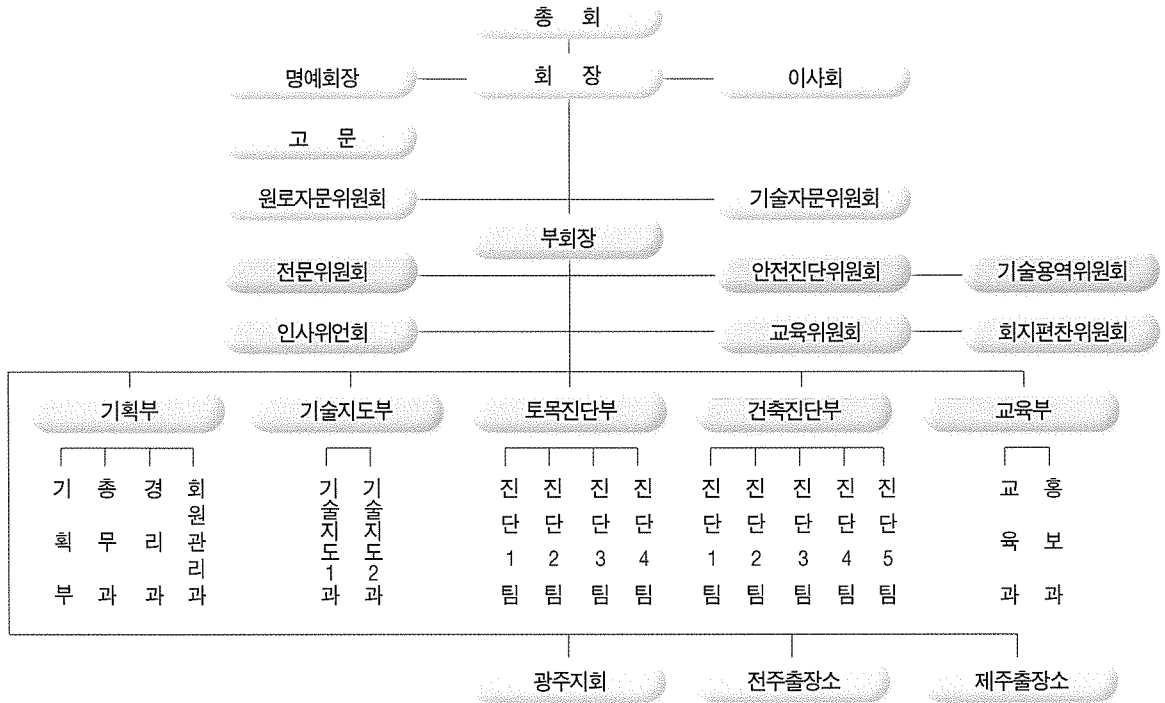 총 회
명예회장 회 장 이사회
고 문
원로자문위원회 기술자문위원회
부회장
전문위원회 안전진단위원회 기술용역위원회
인사위언회 교육위원회 회지편찬위원회
기획부 기술지도부 토목진단부 건축진단부 교육부
기획부
총무과
경리과
회원관리과
기술지도1과
기술지도2과
진단1팀
진단2팀
진단3팀
진단4팀
진단1팀
진단2팀
진단3팀
진단4팀
진단5팀
교육과
홍보과
광주지회 전주출장소 제주출장소